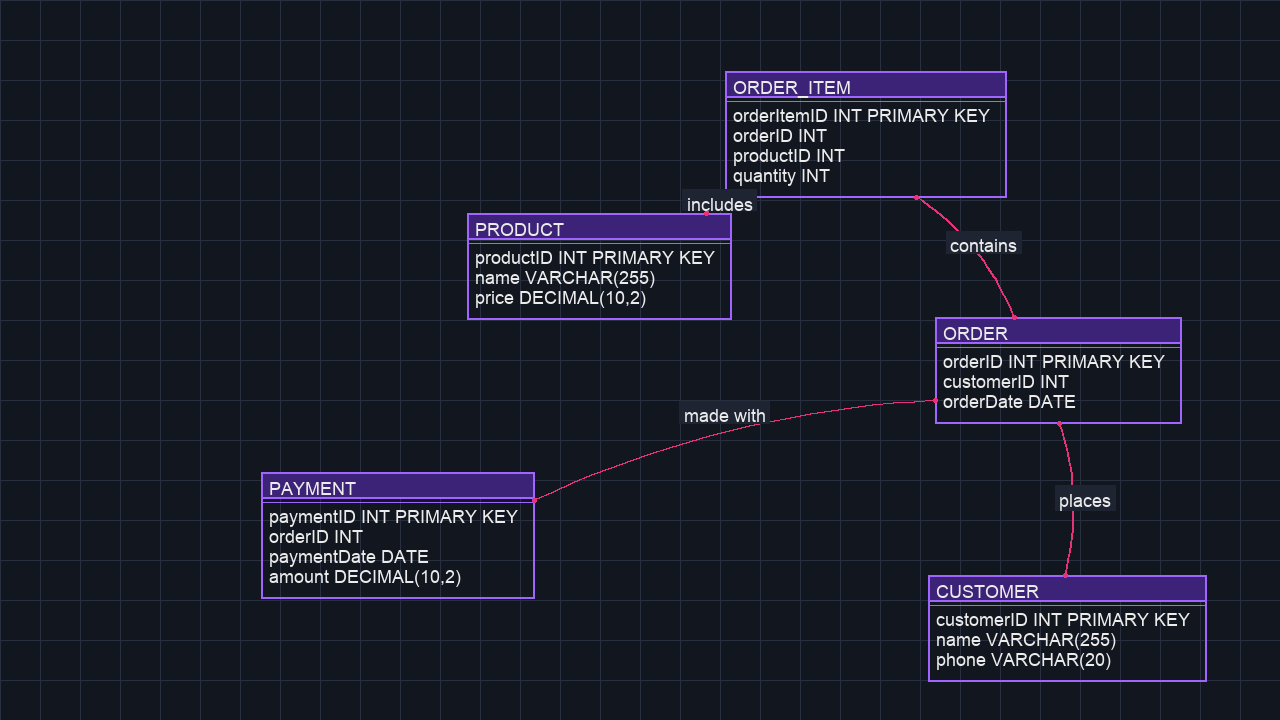 ORDER_ITEM
orderItemID INT PRIMARY KEY
orderID INT
productID INT
quantity INT
includes
PRODUCT
productID INT PRIMARY KEY
name VARCHAR(255)
price DECIMAL(10,2)
contains
ORDER
orderID INT PRIMARY KEY
customerID INT
orderDate DATE
made with
PAYMENT
paymentID INT PRIMARY KEY
orderID INT
paymentDate DATE
amount DECIMAL(10,2)
places
CUSTOMER
customerID INT PRIMARY KEY
name VARCHAR(255)
phone VARCHAR(20)